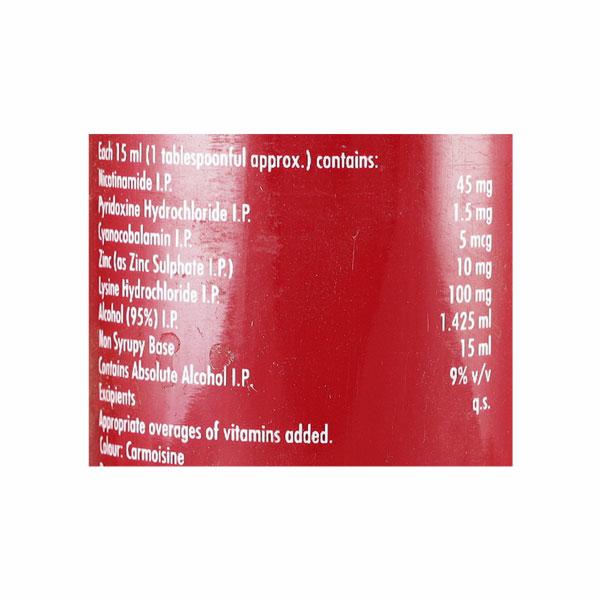 Each 15 ml (1 tablespoonful approx.) contains:
Nicotinamide I.P. 45 mg
Pyridoxine Hydrochloride I.P. 1.5 mg
Cyanocobalamin I.P. 5 mcg
Zinc (as Zinc Sulphate I.P.) 10 mg
Lysine Hydrochloride I.P. 100 mg
Alcohol (95%) I.P. 1.425 ml
Non Syrupy Base 15 ml
Contains Absolute Alcohol I.P. 9% v/v
Excipients q.s.
Appropriate overages of vitamins added.
Colour: Carmoisine